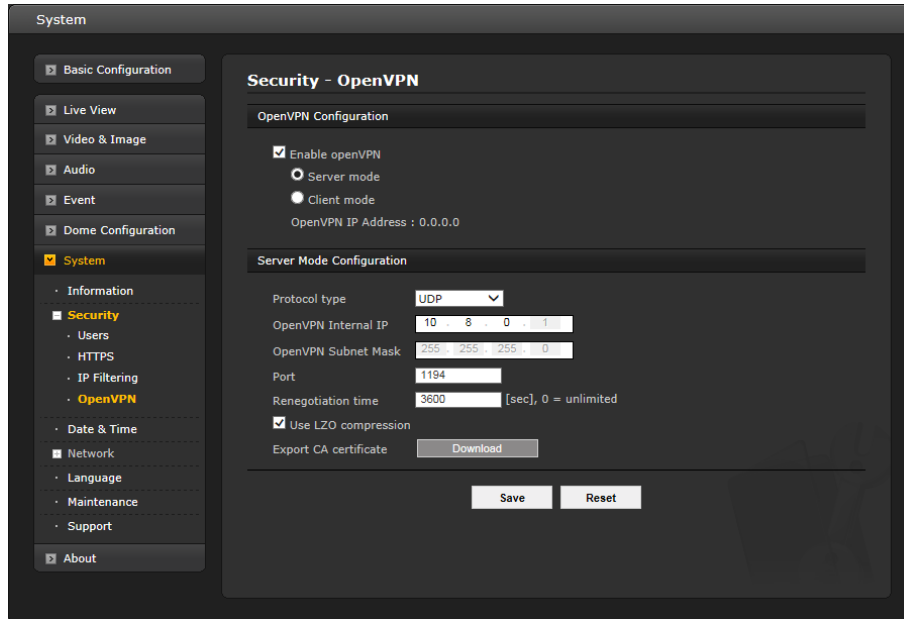 System
Basic Configuration
Live View
Video & Image
Audio
Event
Dome Configuration
System
Information
Security
Users
HTTPS
IP Filtering
OpenVPN
Date & Time
Network
Language
Maintenance
Support
About
Security - OpenVPN
OpenVPN Configuration
Enable openVPN
Server mode
Client mode
OpenVPN IP Address : 0.0.0.0
Server Mode Configuration
Protocol type UDP
OpenVPN Internal IP 10 . 8 . 0 . 1
OpenVPN Subnet Mask 255 . 255 . 255 . 0
Port 1194
Renegotiation time 3600 [sec], 0 = unlimited
Use LZO compression
Export CA certificate Download
Save Reset